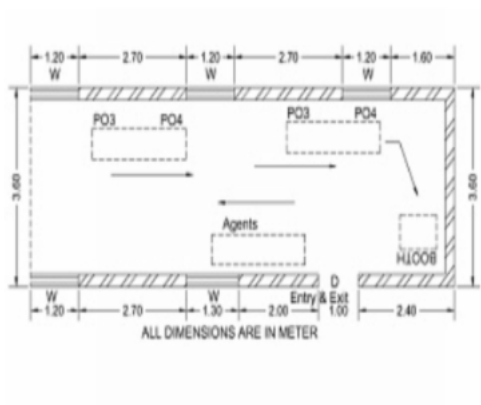 1.20 2.70 1.20 2.70 1.20 1.60
W W W
PO3 PO4 PO3 PO4
3.60 3.60
Agents
BOOTH
D
W W Entry & Exit
1.20 2.70 1.30 2.00 1.00 2.40
ALL DIMENSIONS ARE IN METER